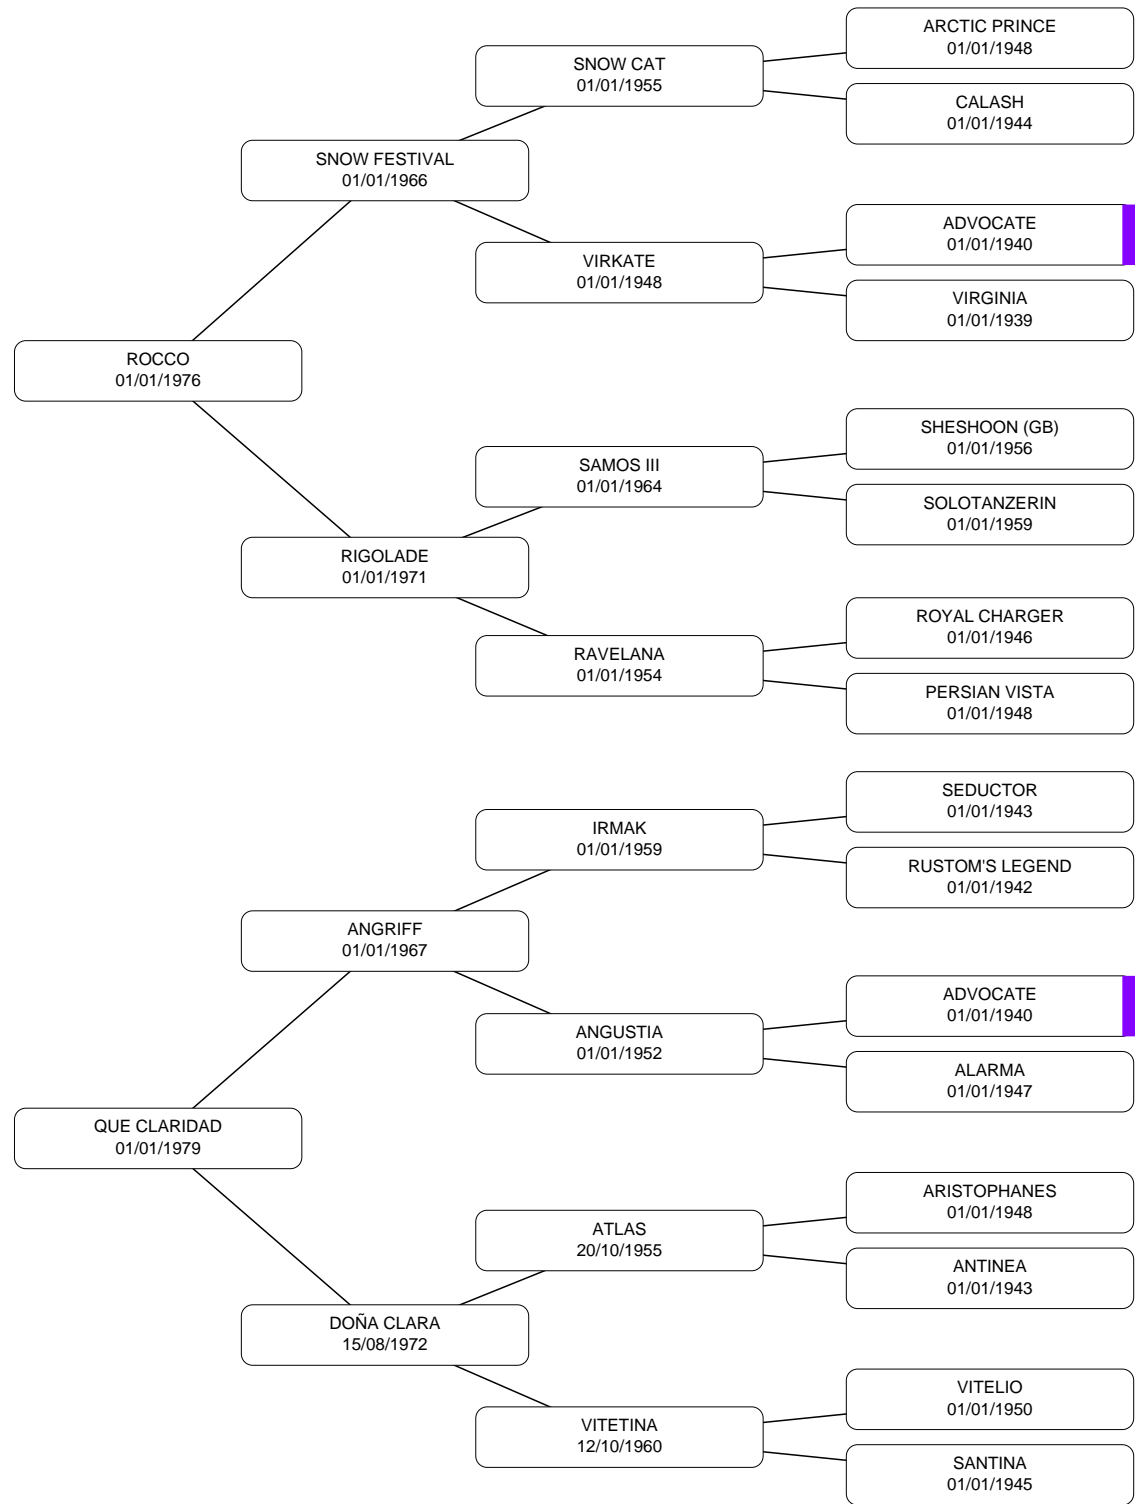 ARCTIC PRINCE
01/01/1948
SNOW CAT
01/01/1955
CALASH
01/01/1944
SNOW FESTIVAL
01/01/1966
ADVOCATE
01/01/1940
VIRKATE
01/01/1948
VIRGINIA
01/01/1939
ROCCO
01/01/1976
SHESHOON (GB)
01/01/1956
SAMOS III
01/01/1964
SOLOTANZERIN
01/01/1959
RIGOLADE
01/01/1971
ROYAL CHARGER
01/01/1946
RAVELANA
01/01/1954
PERSIAN VISTA
01/01/1948
SEDUCTOR
01/01/1943
IRMAK
01/01/1959
RUSTOM'S LEGEND
01/01/1942
ANGRIFF
01/01/1967
ADVOCATE
01/01/1940
ANGUSTIA
01/01/1952
ALARMA
01/01/1947
QUE CLARIDAD
01/01/1979
ARISTOPHANES
01/01/1948
ATLAS
20/10/1955
ANTINEA
01/01/1943
DOÑA CLARA
15/08/1972
VITELIO
01/01/1950
VITETINA
12/10/1960
SANTINA
01/01/1945